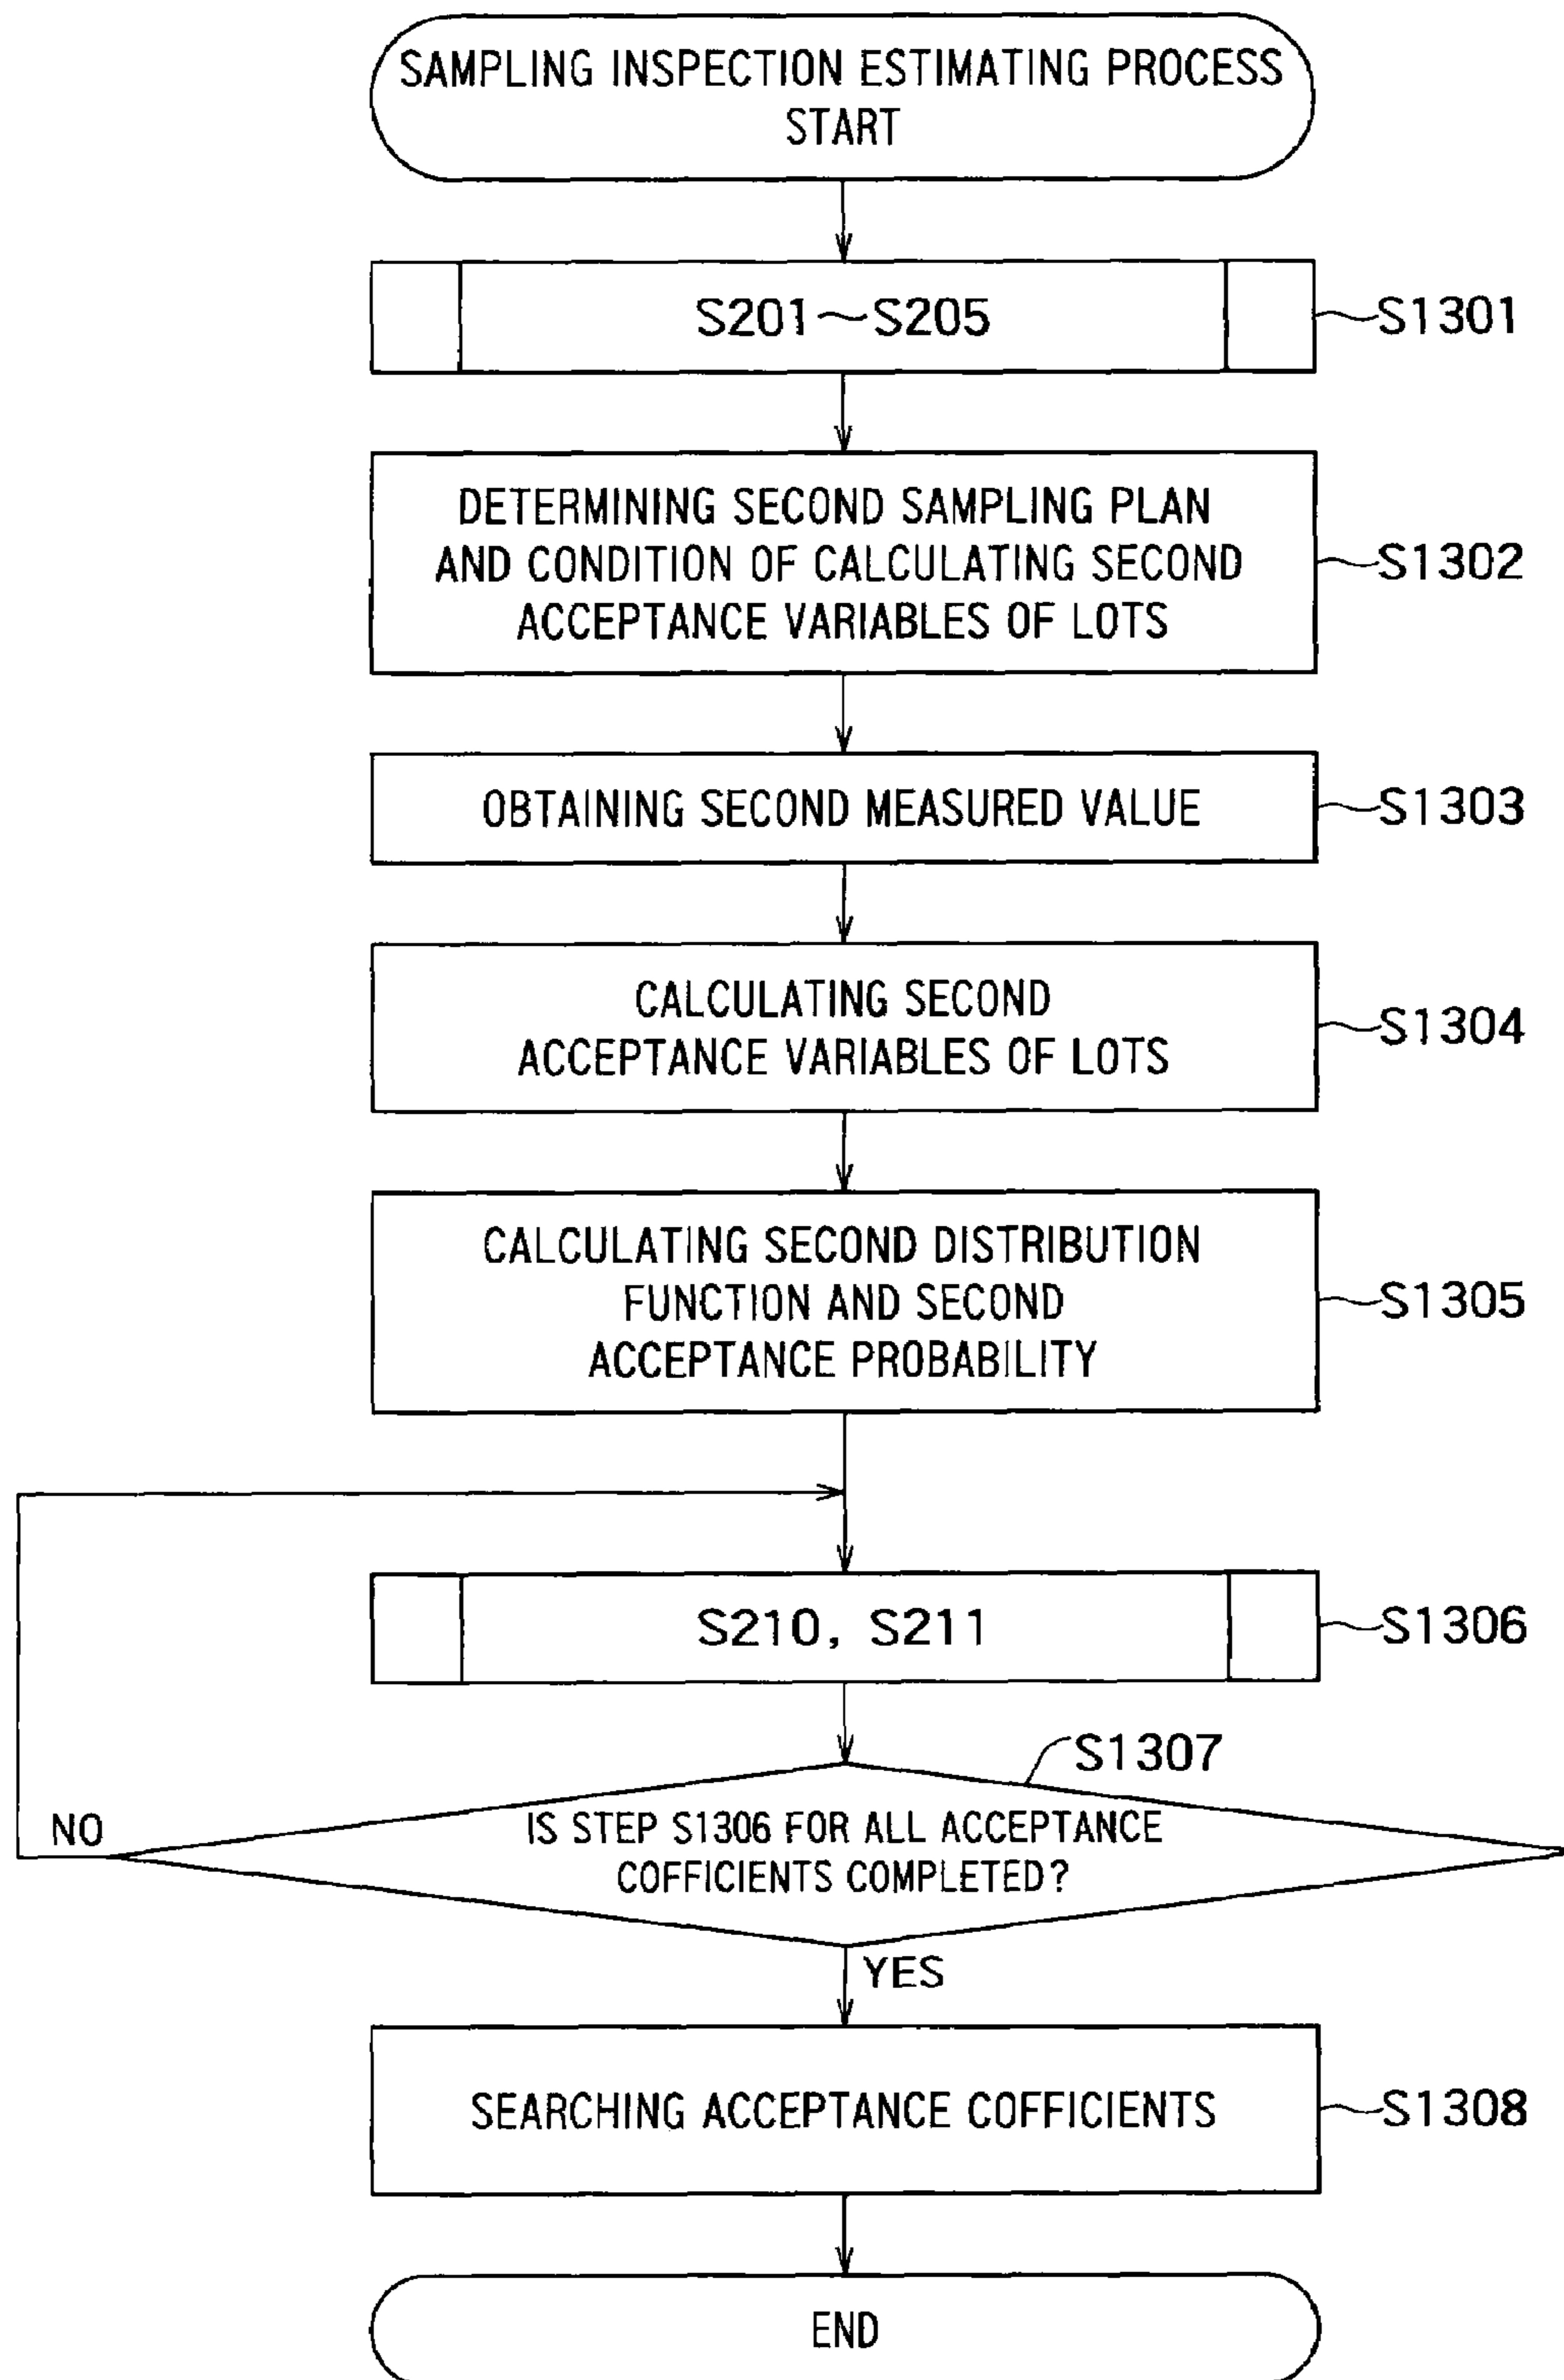 SAMPLING INSPECTION ESTIMATING PROCESS
START
S201~S205
S1301
DETERMINING SECOND SAMPLING PLAN
AND CONDITION OF CALCULATING SECOND
ACCEPTANCE VARIABLES OF LOTS
S1302
OBTAINING SECOND MEASURED VALUE
S1303
CALCULATING SECOND
ACCEPTANCE VARIABLES OF LOTS
S1304
CALCULATING SECOND DISTRIBUTION
FUNCTION AND SECOND
ACCEPTANCE PROBABILITY
S1305
S210, S211
S1306
S1307
NO
IS STEP S1306 FOR ALL ACCEPTANCE
COFFICIENTS COMPLETED?
YES
SEARCHING ACCEPTANCE COFFICIENTS
S1308
END